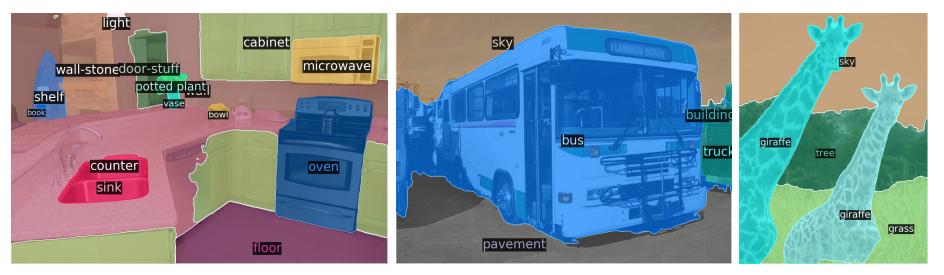 light
cabinet
wall-stone
door-stuff
microwave
potted plant
wall
shelf
vase
book
bowl
counter
oven
sink
floor
sky
FLAMINGO NORTE
building
bus
truck
pavement
sky
giraffe
tree
giraffe
grass